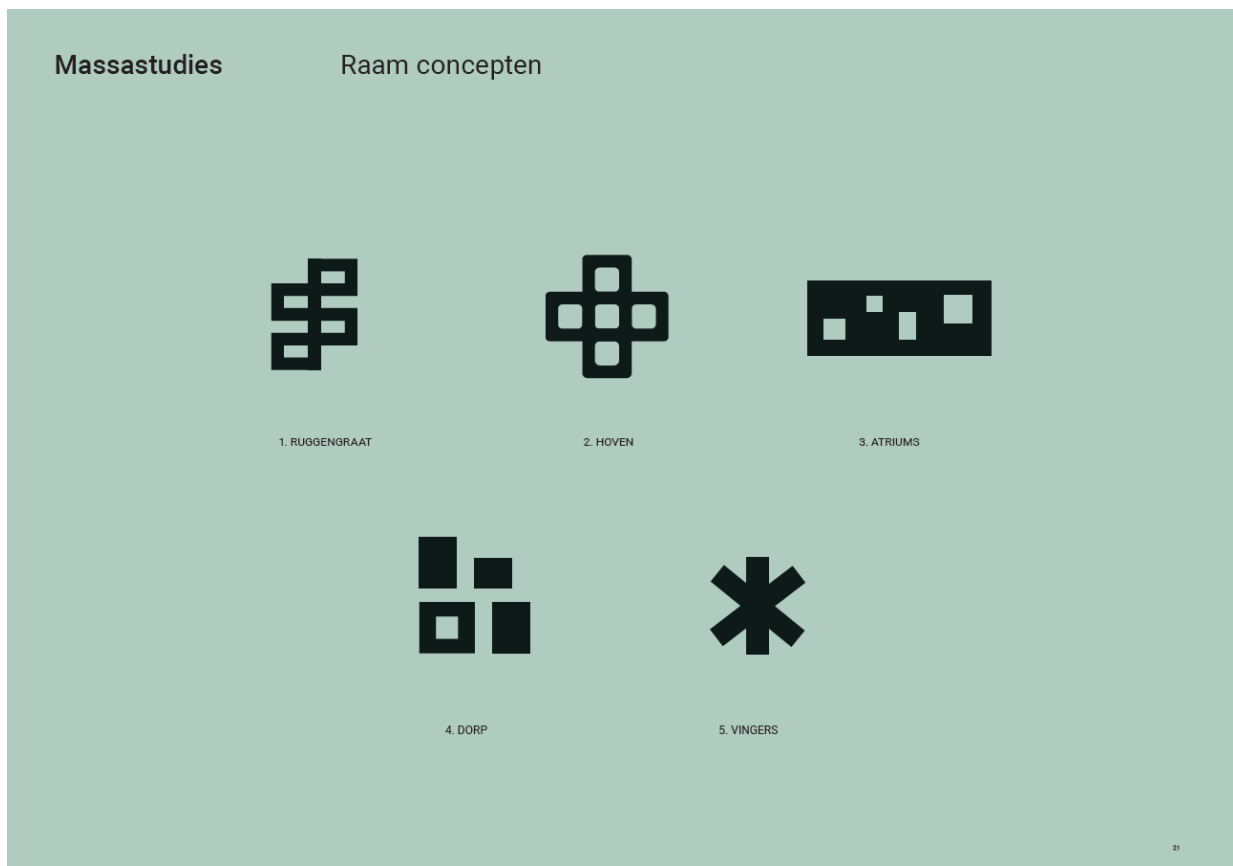 Massastudies
Raam concepten
1. RUGGENGRAAT
2. HOVEN
3. ATRIUMS
4. DORP
5. VINGERS
21